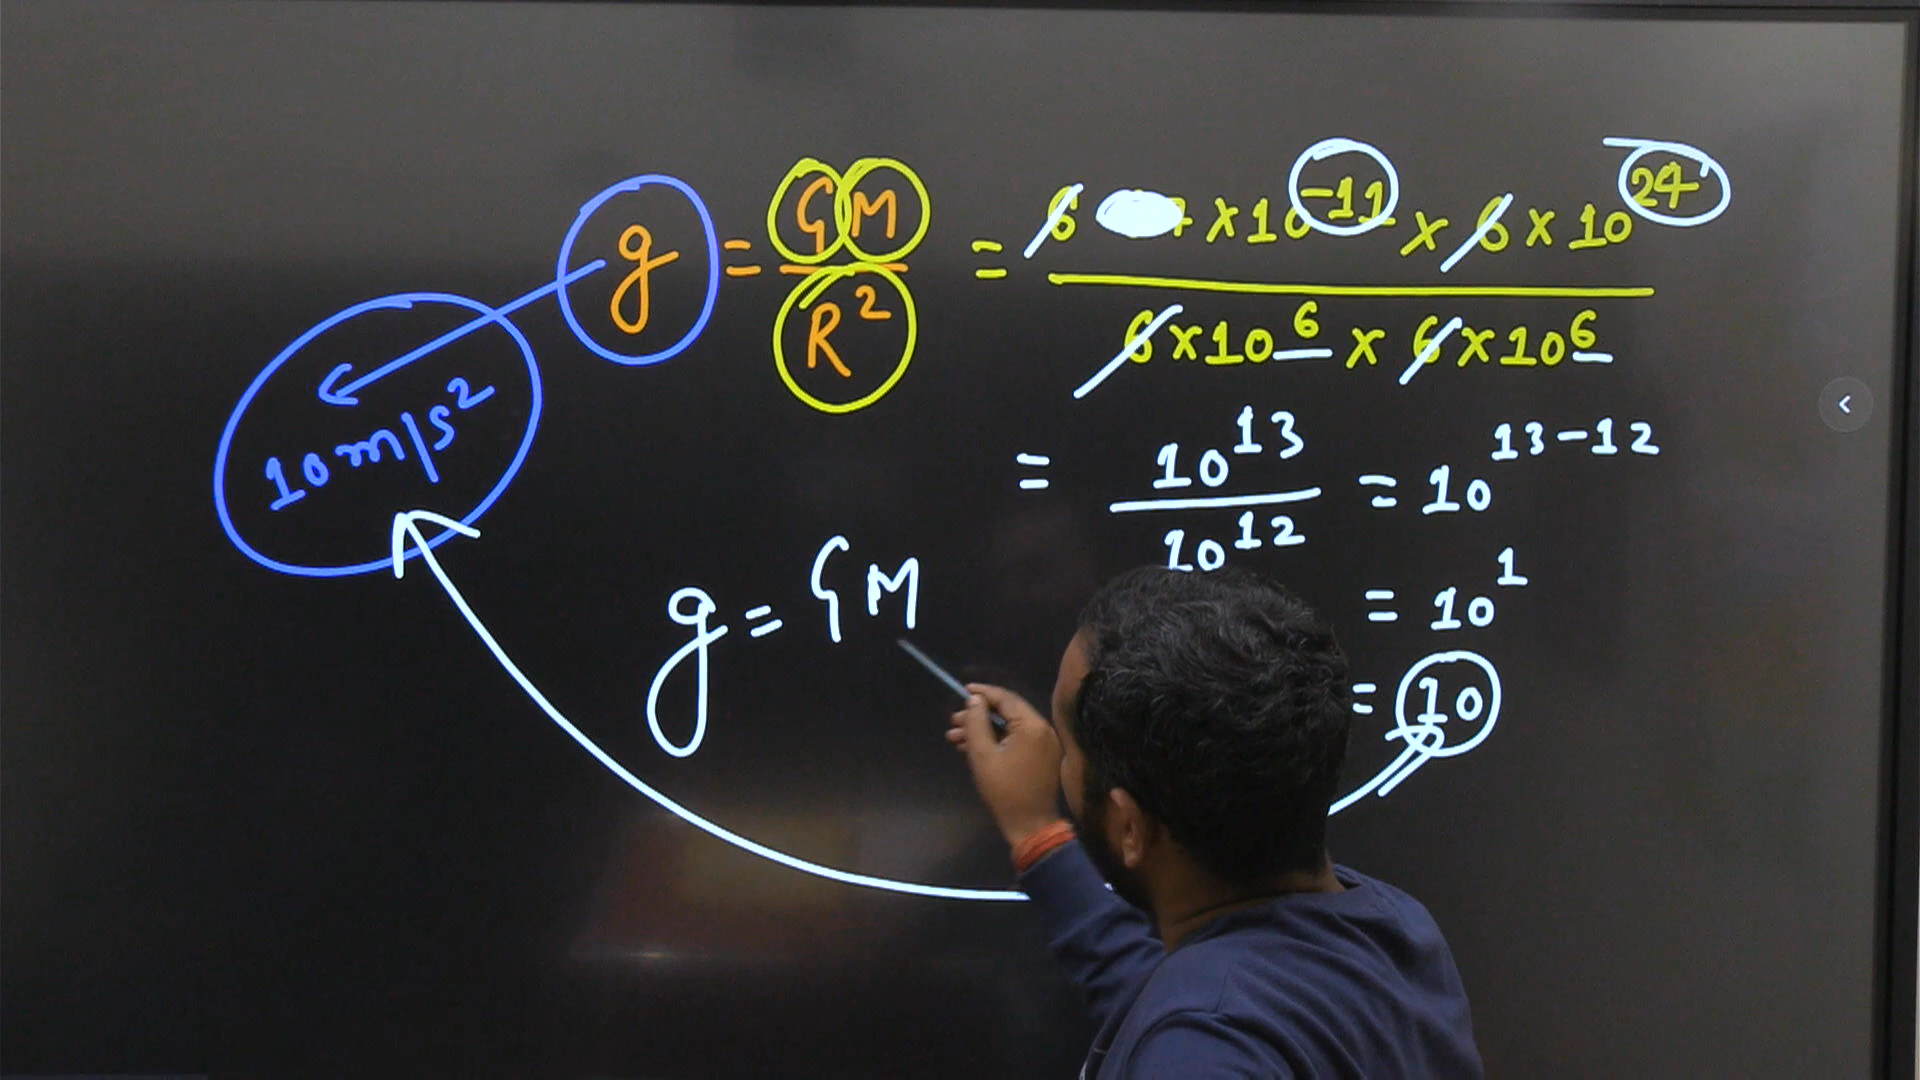 g = GM/R² = 6 7 × 10⁻¹¹ × 6 × 10²⁴ / 6 × 10⁶ × 6 × 10⁶
10 m/s²
= 10¹³/10¹² = 10¹³⁻¹²
g = GM
= 10¹
= 10